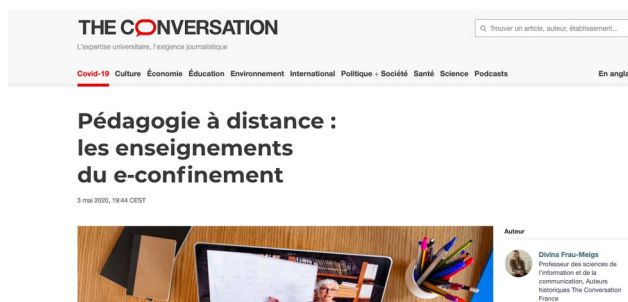 THE CONVERSATION
L'expertise universitaire, l'exigence journalistique
Trouver un article, auteur, établissement...
Covid-19 Culture Économie Éducation Environnement International Politique + Société Santé Science Podcasts
En angla
Pédagogie à distance :
les enseignements
du e-confinement
3 mai 2020, 19:44 CEST
Auteur
Divina Frau-Meigs
Professeur des sciences de
l'information et de la
communication, Auteurs
historiques The Conversation
France